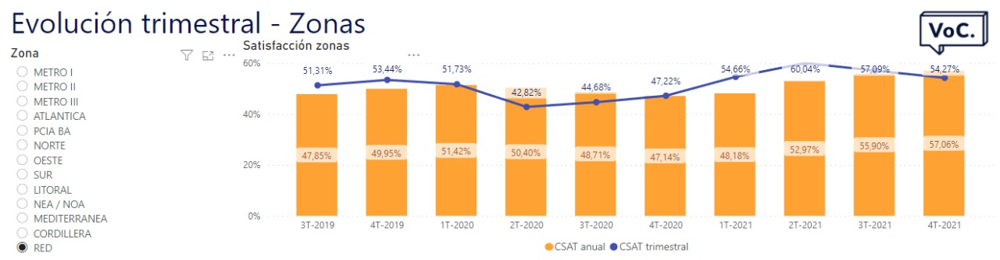 Evolución trimestral - Zonas
VoC.
Zona
METRO I
METRO II
METRO III
ATLANTICA
PCIA BA
NORTE
OESTE
SUR
LITORAL
NEA / NOA
MEDITERRANEA
CORDILLERA
RED
Satisfacción zonas
60%
40%
20%
0%
51,31% 53,44% 51,73% 42,82% 44,68% 47,22% 54,66% 60,04% 57,09% 54,27%
47,85% 49,95% 51,42% 50,40% 48,71% 47,14% 48,18% 52,97% 55,90% 57,06%
3T-2019 4T-2019 1T-2020 2T-2020 3T-2020 4T-2020 1T-2021 2T-2021 3T-2021 4T-2021
CSAT anual CSAT trimestral